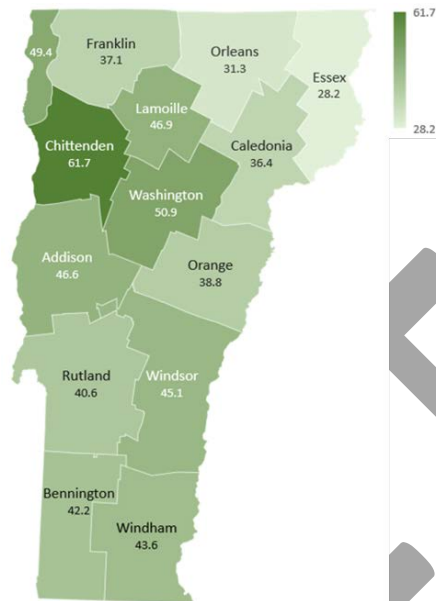 61.7
28.2
49.4
Franklin
37.1
Orleans
31.3
Essex
28.2
Lamoille
46.9
Chittenden
61.7
Caledonia
36.4
Washington
50.9
Addison
46.6
Orange
38.8
Rutland
40.6
Windsor
45.1
Bennington
42.2
Windham
43.6